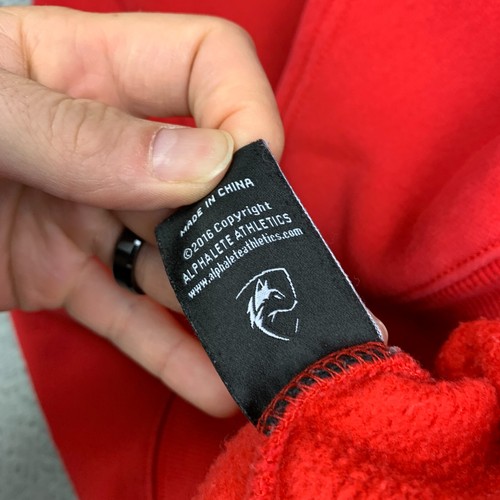 MADE IN CHINA
©2016 Copyright
ALPHALETE ATHLETICS
www.alphaleteathletics.com